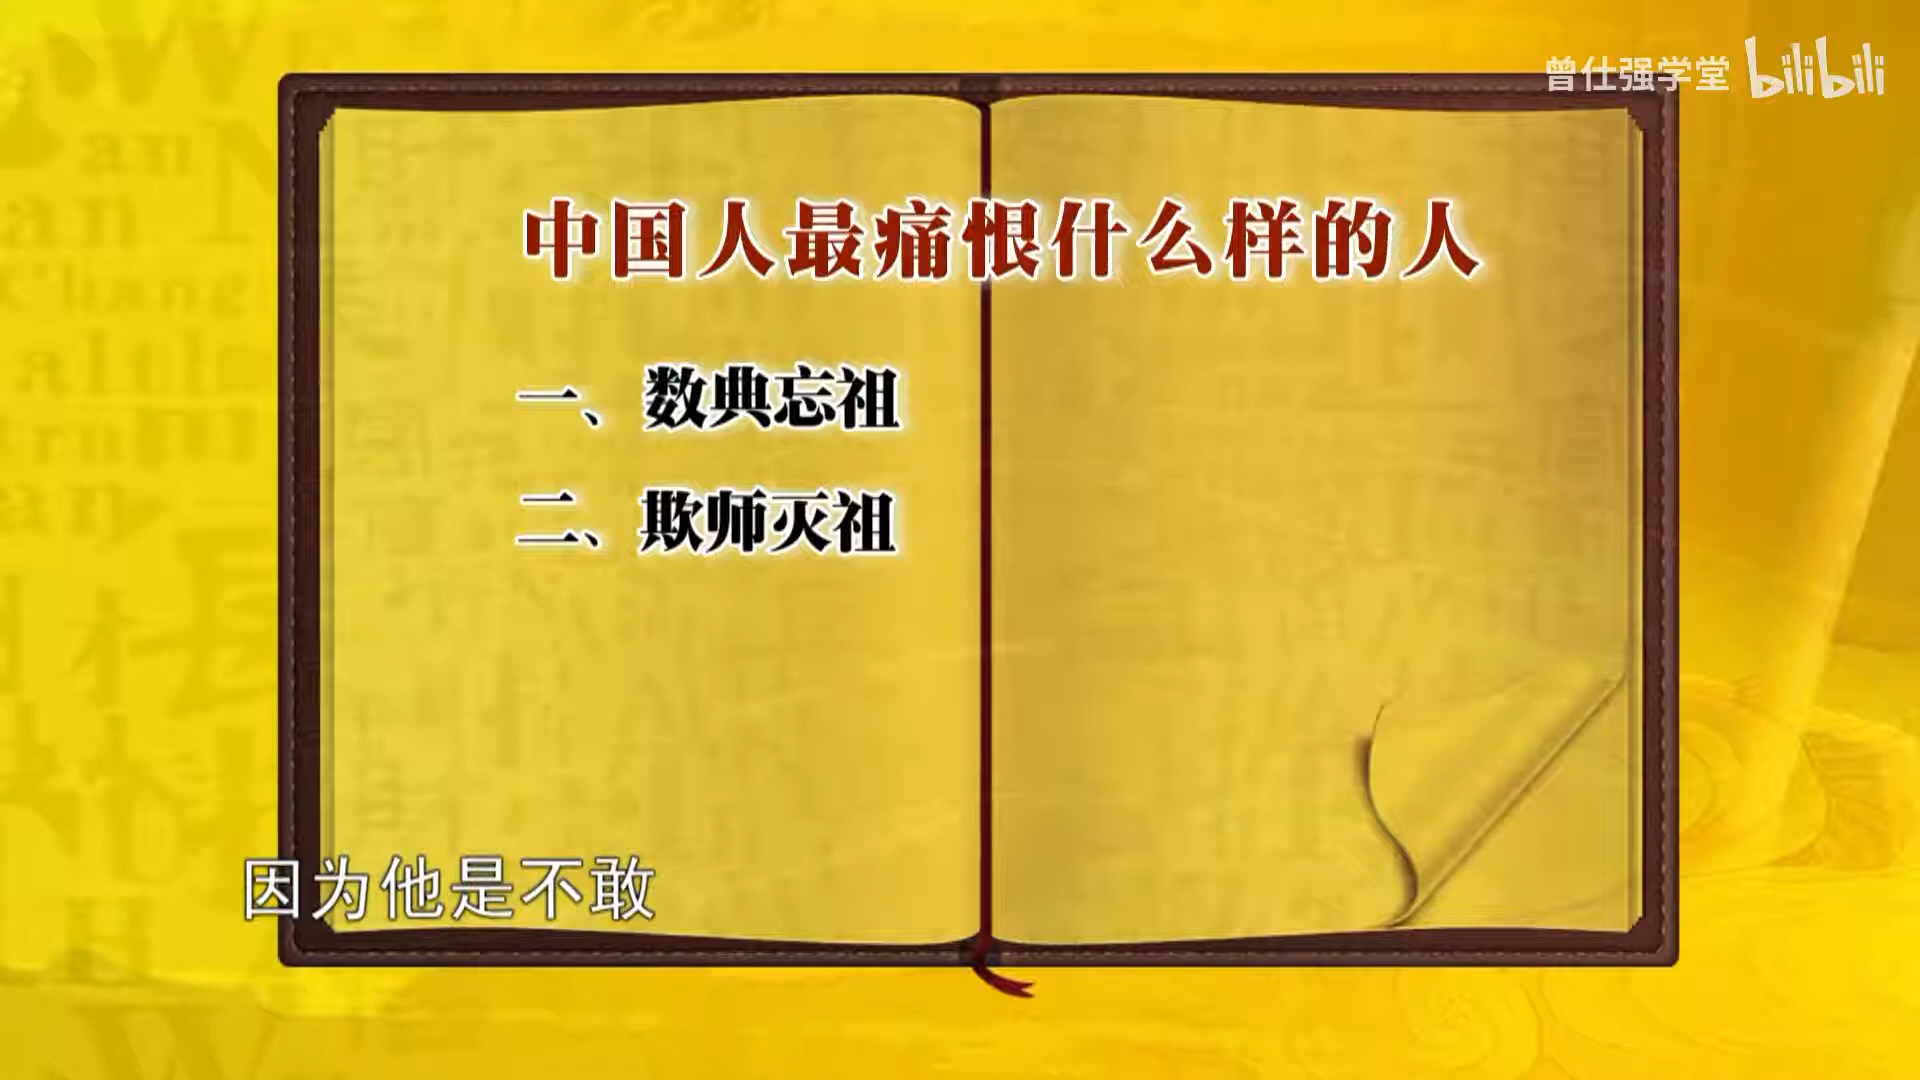 曾仕强学堂 bilibili
中国人最痛恨什么样的人
一、数典忘祖
二、欺师灭祖
因为他是不敢